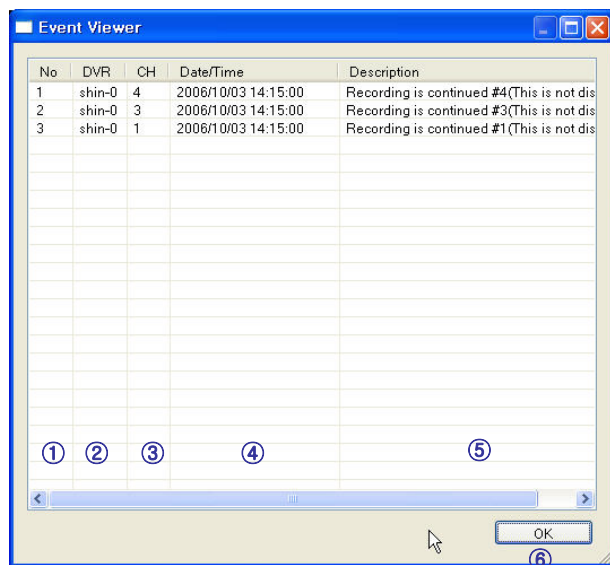 Event Viewer
No DVR CH Date/Time Description
1 shin-0 4 2006/10/03 14:15:00 Recording is continued #4(This is not dis
2 shin-0 3 2006/10/03 14:15:00 Recording is continued #3(This is not dis
3 shin-0 1 2006/10/03 14:15:00 Recording is continued #1(This is not dis
① ② ③ ④ ⑤
OK
⑥